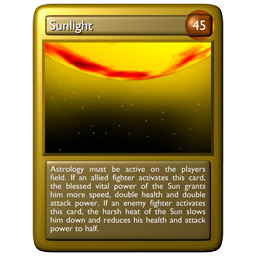 Sunlight
45
Astrology must be active on the players
field. If an allied fighter activates this card,
the blessed vital power of the Sun grants
him more speed, double health and double
attack power. If an enemy fighter activates
this card, the harsh heat of the Sun slows
him down and reduces his health and attack
power to half.